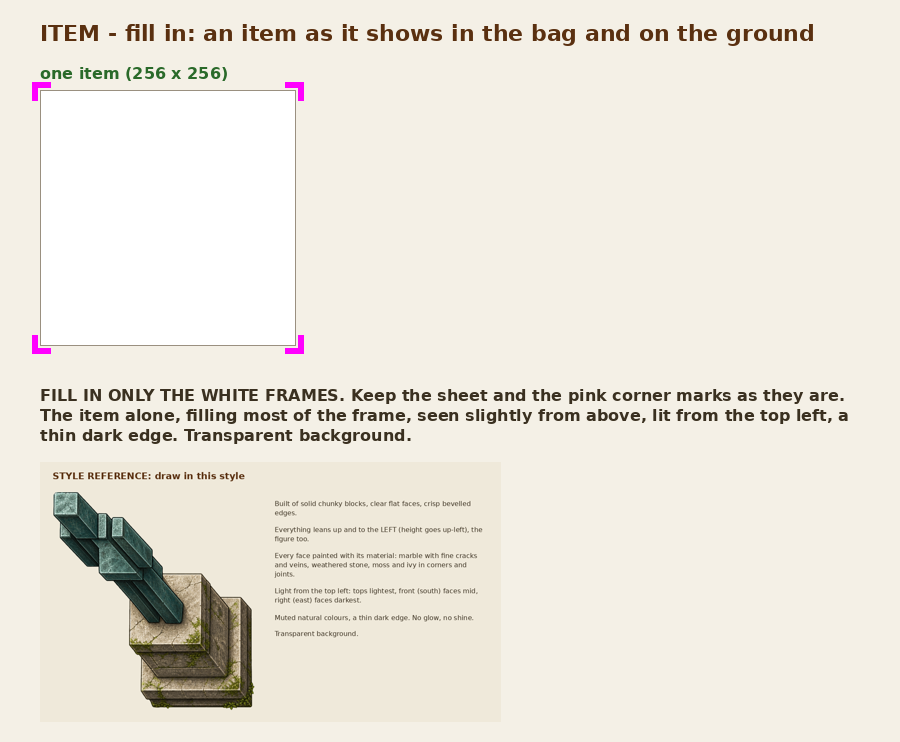 ITEM - fill in: an item as it shows in the bag and on the ground
one item (256 x 256)
FILL IN ONLY THE WHITE FRAMES. Keep the sheet and the pink corner marks as they are.
The item alone, filling most of the frame, seen slightly from above, lit from the top left, a
thin dark edge. Transparent background.
STYLE REFERENCE: draw in this style
Built of solid chunky blocks, clear flat faces, crisp bevelled
edges.
Everything leans up and to the LEFT (height goes up-left), the
figure too.
Every face painted with its material: marble with fine cracks
and veins, weathered stone, moss and ivy in corners and
joints.
Light from the top left: tops lightest, front (south) faces mid,
right (east) faces darkest.
Muted natural colours, a thin dark edge. No glow, no shine.
Transparent background.